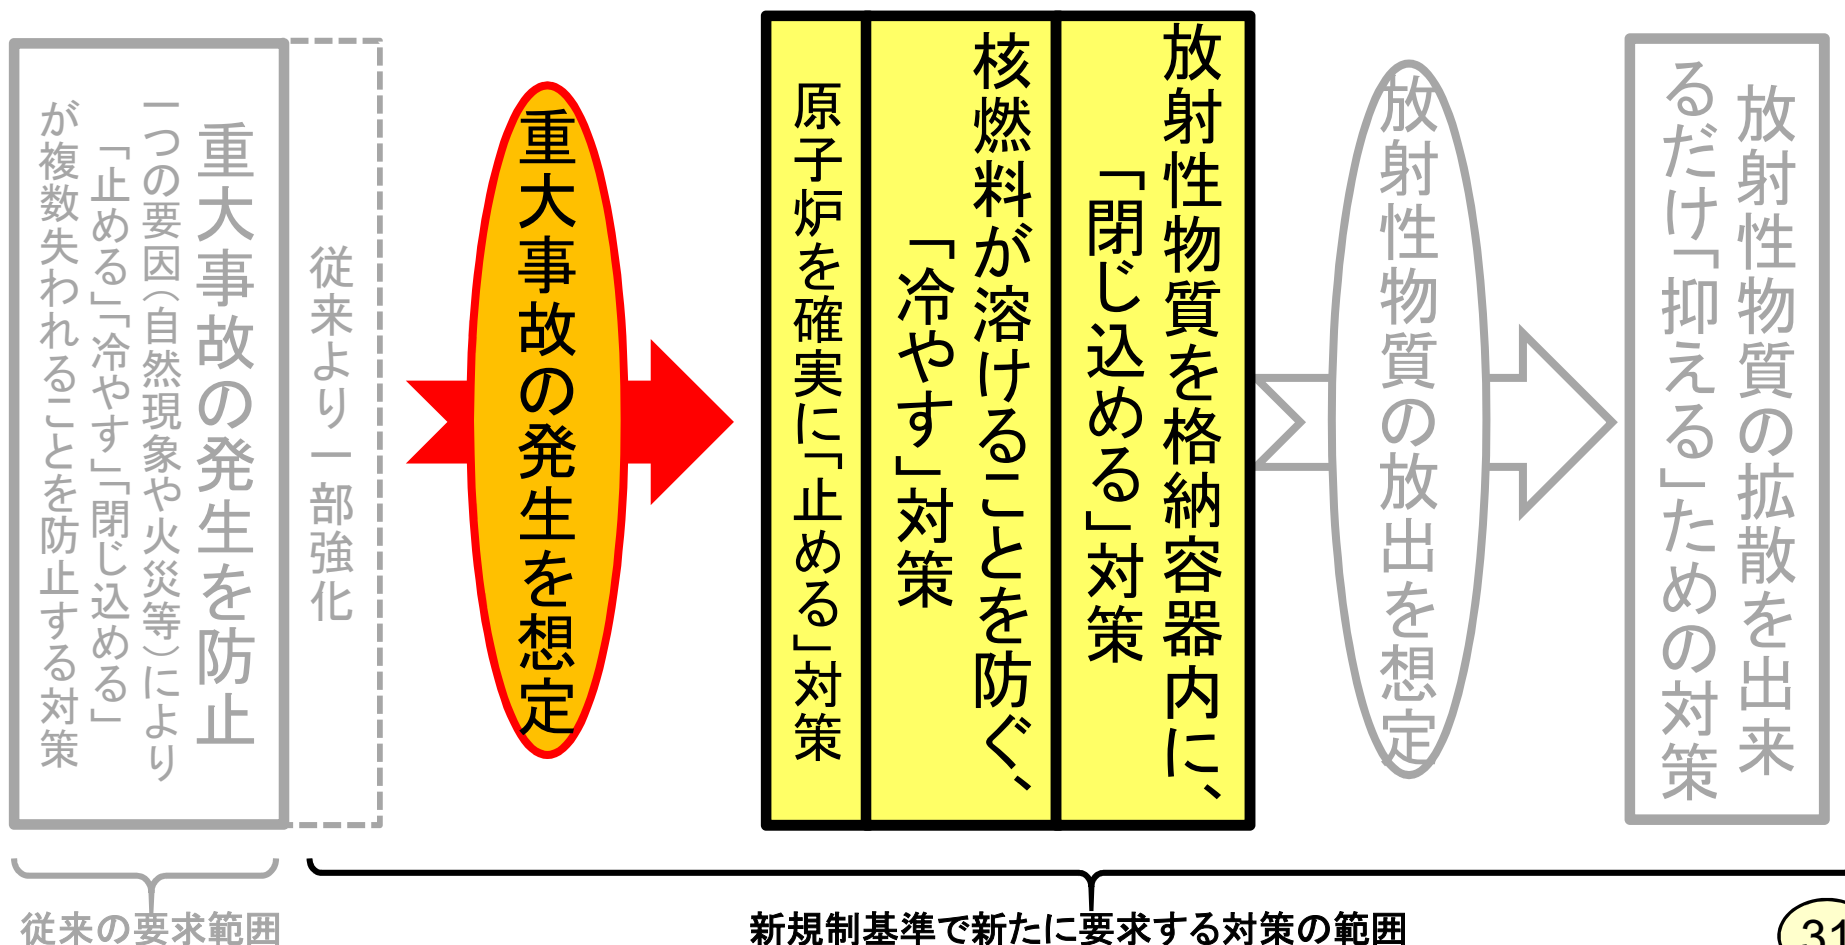 重大事故の発生を防止
一つの要因（自然現象や火災等）により
「止める」「冷やす」「閉じ込める」
が複数失われることを防止する対策
従来より一部強化
重大事故の発生を想定
原子炉を確実に「止める」対策
核燃料が溶けることを防ぐ、
「冷やす」対策
放射性物質を格納容器内に、
「閉じ込める」対策
放射性物質の放出を想定
放射性物質の拡散を出来
るだけ「抑える」ための対策
従来の要求範囲
新規制基準で新たに要求する対策の範囲
31